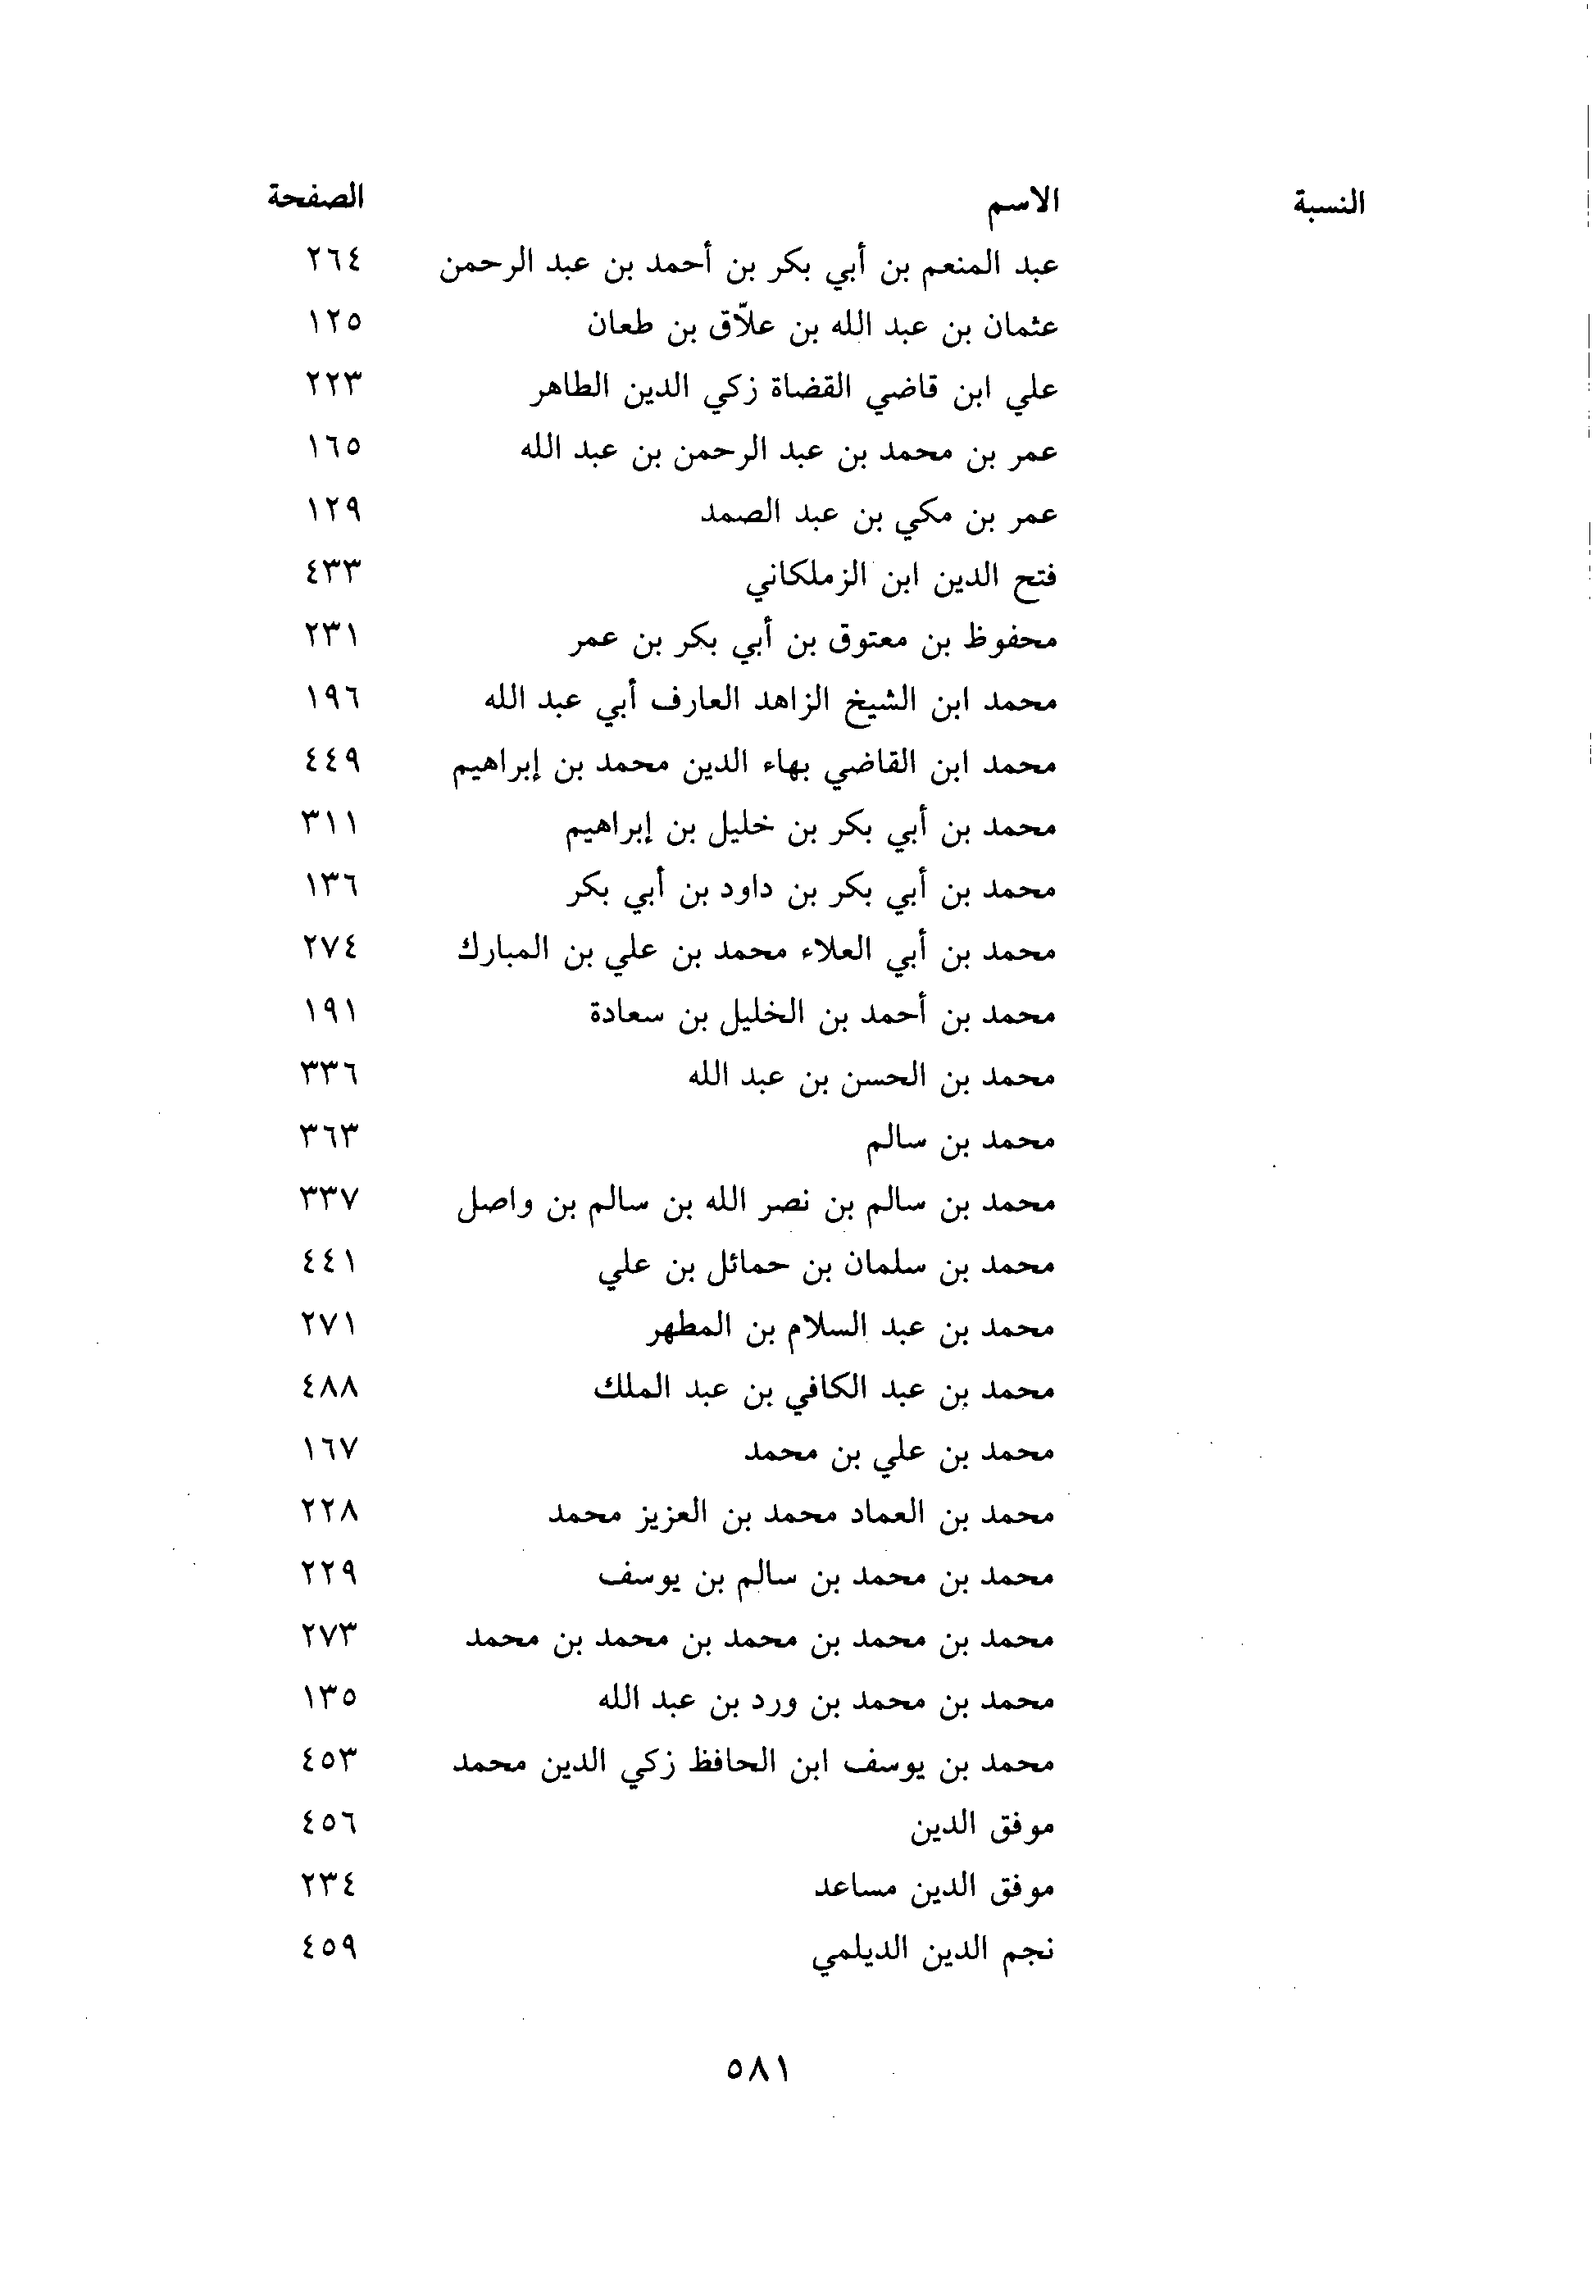 النسبة الاسم الصفحة
عبد المنعم بن أبي بكر بن أحمد بن عبد الرحمن ٢٦٤
عثمان بن عبد الله بن علاّق بن طعان ١٢٥
علي ابن قاضي القضاة زكي الدين الطاهر ٢٢٣
عمر بن محمد بن عبد الرحمن بن عبد الله ١٦٥
عمر بن مكي بن عبد الصمد ١٢٩
فتح الدين ابن الزملكاني ٤٣٣
محفوظ بن معتوق بن أبي بكر بن عمر ٢٣١
محمد ابن الشيخ الزاهد العارف أبي عبد الله ١٩٦
محمد ابن القاضي بهاء الدين محمد بن إبراهيم ٤٤٩
محمد بن أبي بكر بن خليل بن إبراهيم ٣١١
محمد بن أبي بكر بن داود بن أبي بكر ١٣٦
محمد بن أبي العلاء محمد بن علي بن المبارك ٢٧٤
محمد بن أحمد بن الخليل بن سعادة ١٩١
محمد بن الحسن بن عبد الله ٣٣٦
محمد بن سالم ٣٦٣
محمد بن سالم بن نصر الله بن سالم بن واصل ٣٣٧
محمد بن سلمان بن حمائل بن علي ٤٤١
محمد بن عبد السلام بن المطهر ٢٧١
محمد بن عبد الكافي بن عبد الملك ٤٨٨
محمد بن علي بن محمد ١٦٧
محمد بن العماد محمد بن العزيز محمد ٢٢٨
محمد بن محمد بن سالم بن يوسف ٢٢٩
محمد بن محمد بن محمد بن محمد بن محمد ٢٧٣
محمد بن محمد بن ورد بن عبد الله ١٣٥
محمد بن يوسف ابن الحافظ زكي الدين محمد ٤٥٣
موفق الدين ٤٥٦
موفق الدين مساعد ٢٣٤
نجم الدين الديلمي ٤٥٩
٥٨١